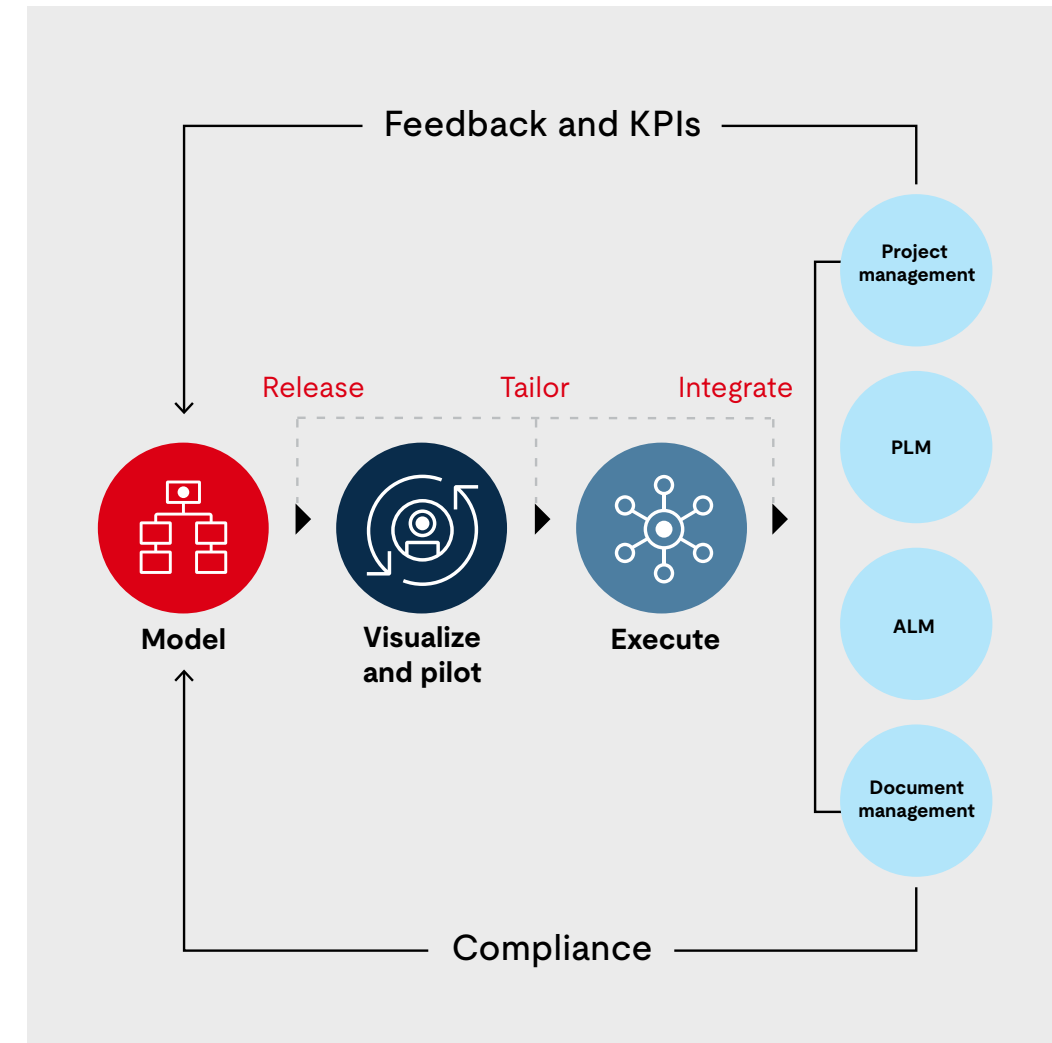 Feedback and KPIs
Project
management
Release
Tailor
Integrate
PLM
Model
Visualize
and pilot
Execute
ALM
Document
management
Compliance